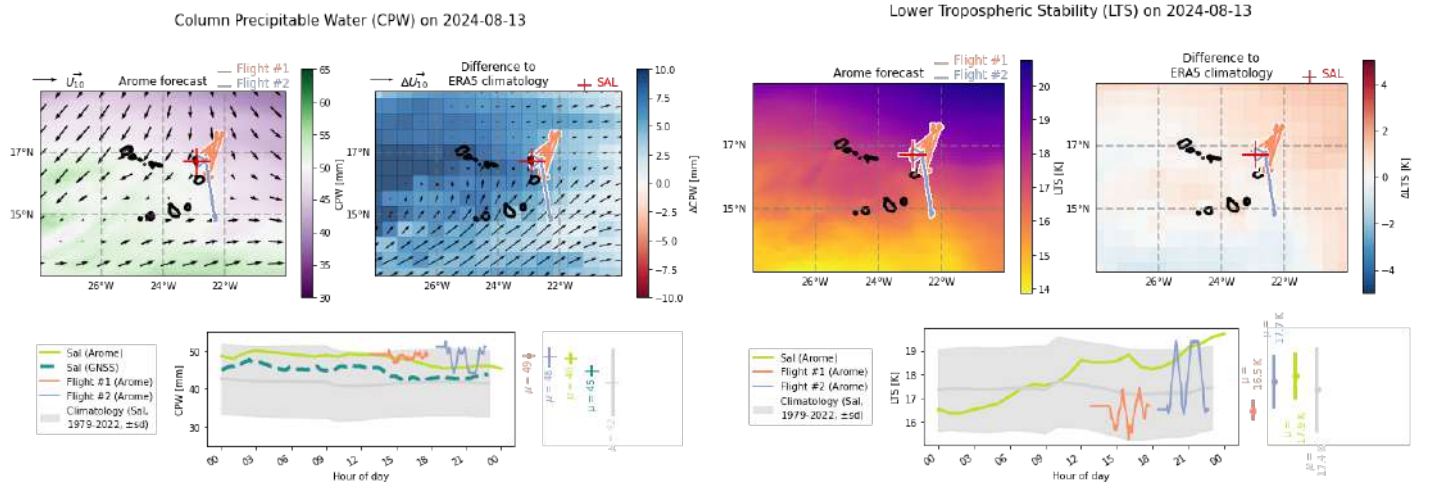 Column Precipitable Water (CPW) on 2024-08-13
U10
Arome forecast
Flight #1
Flight #2
ΔU10
Difference to
ERA5 climatology
SAL
17°N
15°N
26°W
24°W
22°W
65
60
55
50
45
40
35
30
CPW [mm]
26°W
24°W
22°W
17°N
15°N
10.0
7.5
5.0
2.5
0.0
−2.5
−5.0
−7.5
−10.0
ΔCPW [mm]
Sal (Arome)
Sal (GNSS)
Flight #1 (Arome)
Flight #2 (Arome)
Climatology (Sal,
1979-2022, ±sd)
CPW [mm]
50
40
30
00
03
06
09
12
15
18
21
00
Hour of day
μ = 49
μ = 48
μ = 45
Lower Tropospheric Stability (LTS) on 2024-08-13
Arome forecast
Flight #1
Flight #2
Difference to
ERA5 climatology
SAL
17°N
15°N
26°W
24°W
22°W
20
19
18
17
16
15
14
LTS [K]
17°N
15°N
26°W
24°W
22°W
4
2
0
−2
−4
ΔLTS [K]
Sal (Arome)
Flight #1 (Arome)
Flight #2 (Arome)
Climatology (Sal,
1979-2022, ±sd)
LTS [K]
19
18
17
16
00
03
06
09
12
15
18
21
00
Hour of day
μ =
16.5 K
μ =
17.7 K
μ =
17.9 K
μ =
17.4 K